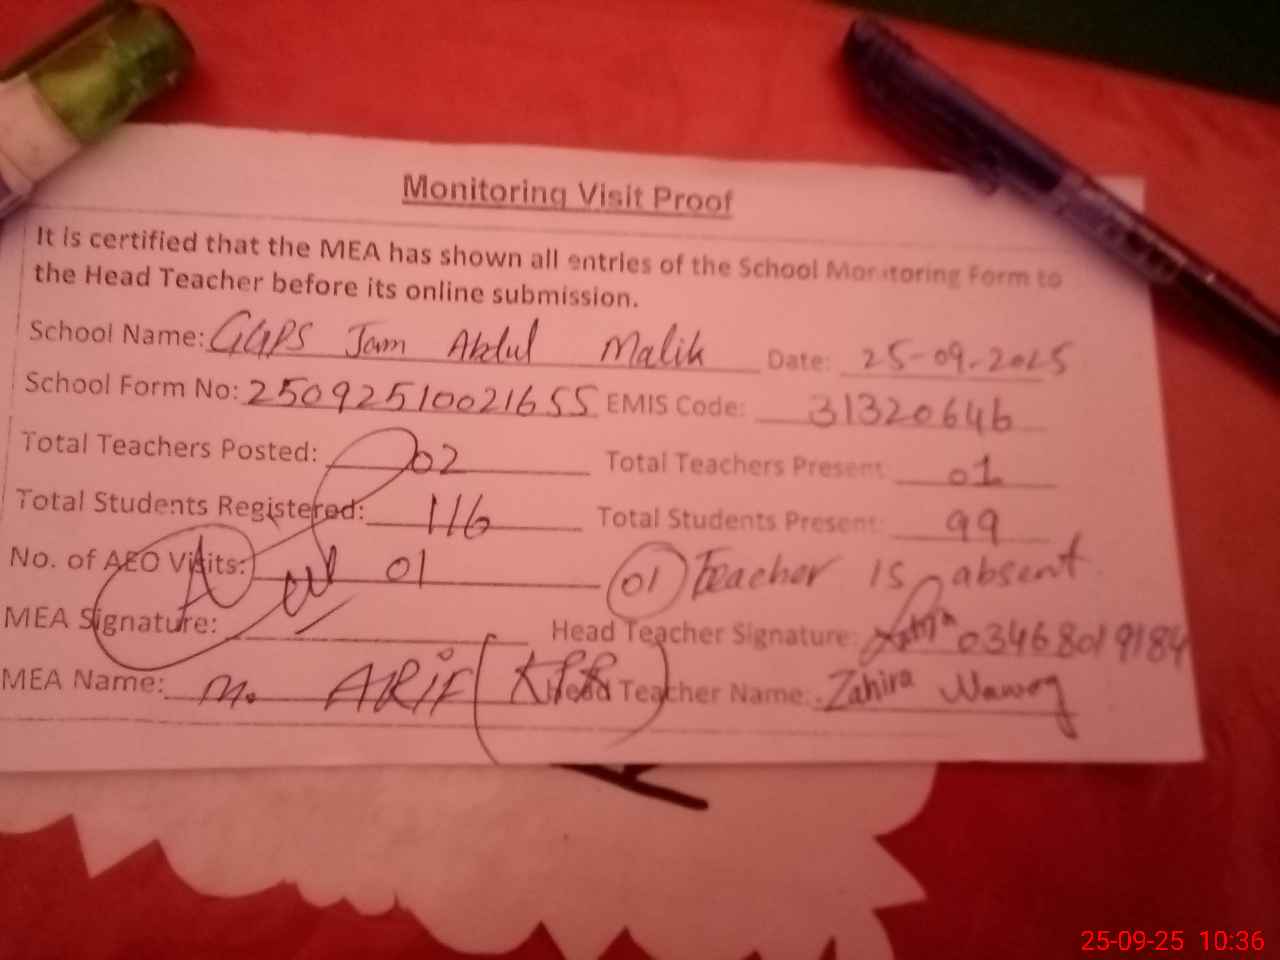 Monitoring Visit Proof
It is certified that the MEA has shown all entries of the School Monitoring Form to
the Head Teacher before its online submission.
School Name: GGPS Jam Abdul Malik Date: 25-09-2025
School Form No: 25092510021655 EMIS Code: 31320646
Total Teachers Posted: 02 Total Teachers Present: 01
Total Students Registered: 116 Total Students Present: 99
No. of AEO Visits: 01 01 Teacher is absent.
MEA Signature: Head Teacher Signature: 03468019184
MEA Name: M. ARIF (KPR) Head Teacher Name: Zahira
25-09-25 10:36